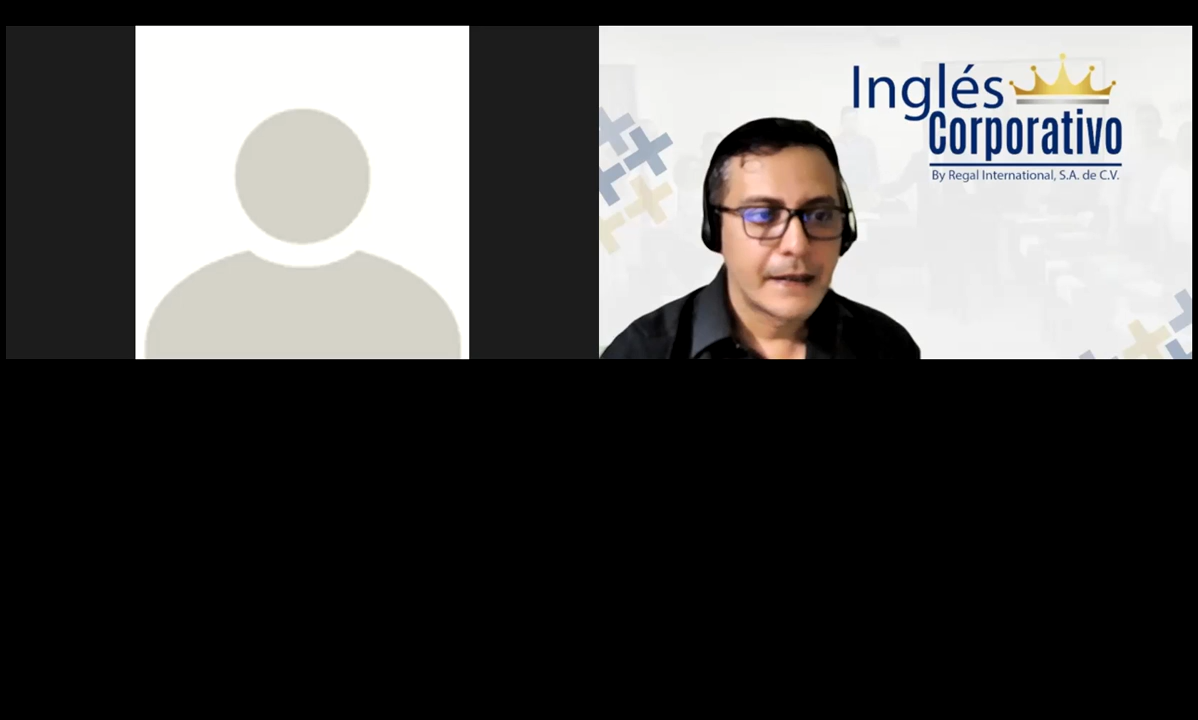 Inglés
Corporativo
By Regal International, S.A. de C.V.